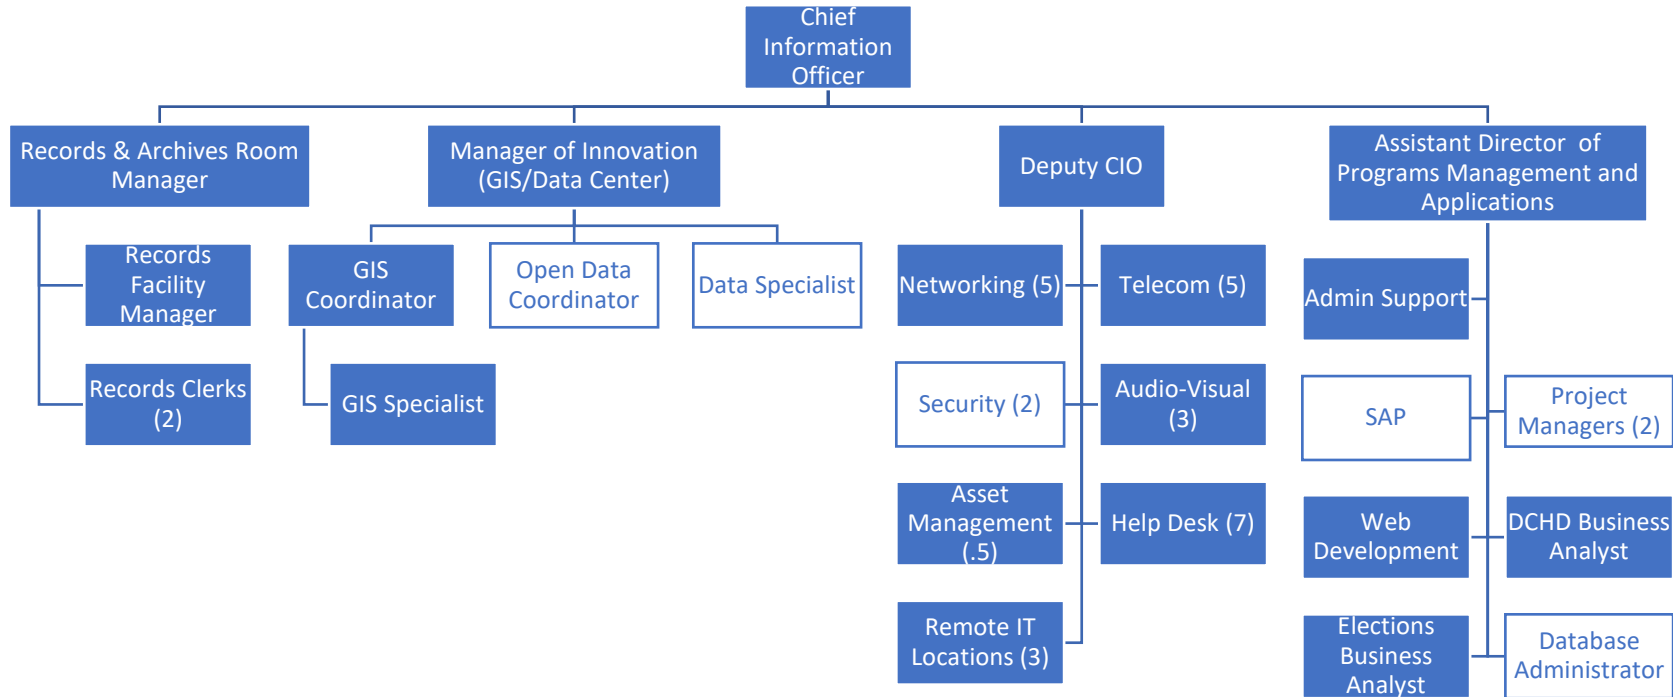 Chief
Information
Officer
Records & Archives Room
Manager
Manager of Innovation
(GIS/Data Center)
Deputy CIO
Assistant Director of
Programs Management and
Applications
Records
Facility
Manager
GIS
Coordinator
Open Data
Coordinator
Data Specialist
Networking (5)
Telecom (5)
Admin Support
Records Clerks
(2)
GIS Specialist
Security (2)
Audio-Visual
(3)
SAP
Project
Managers (2)
Asset
Management
(.5)
Help Desk (7)
Web
Development
DCHD Business
Analyst
Remote IT
Locations (3)
Elections
Business
Analyst
Database
Administrator